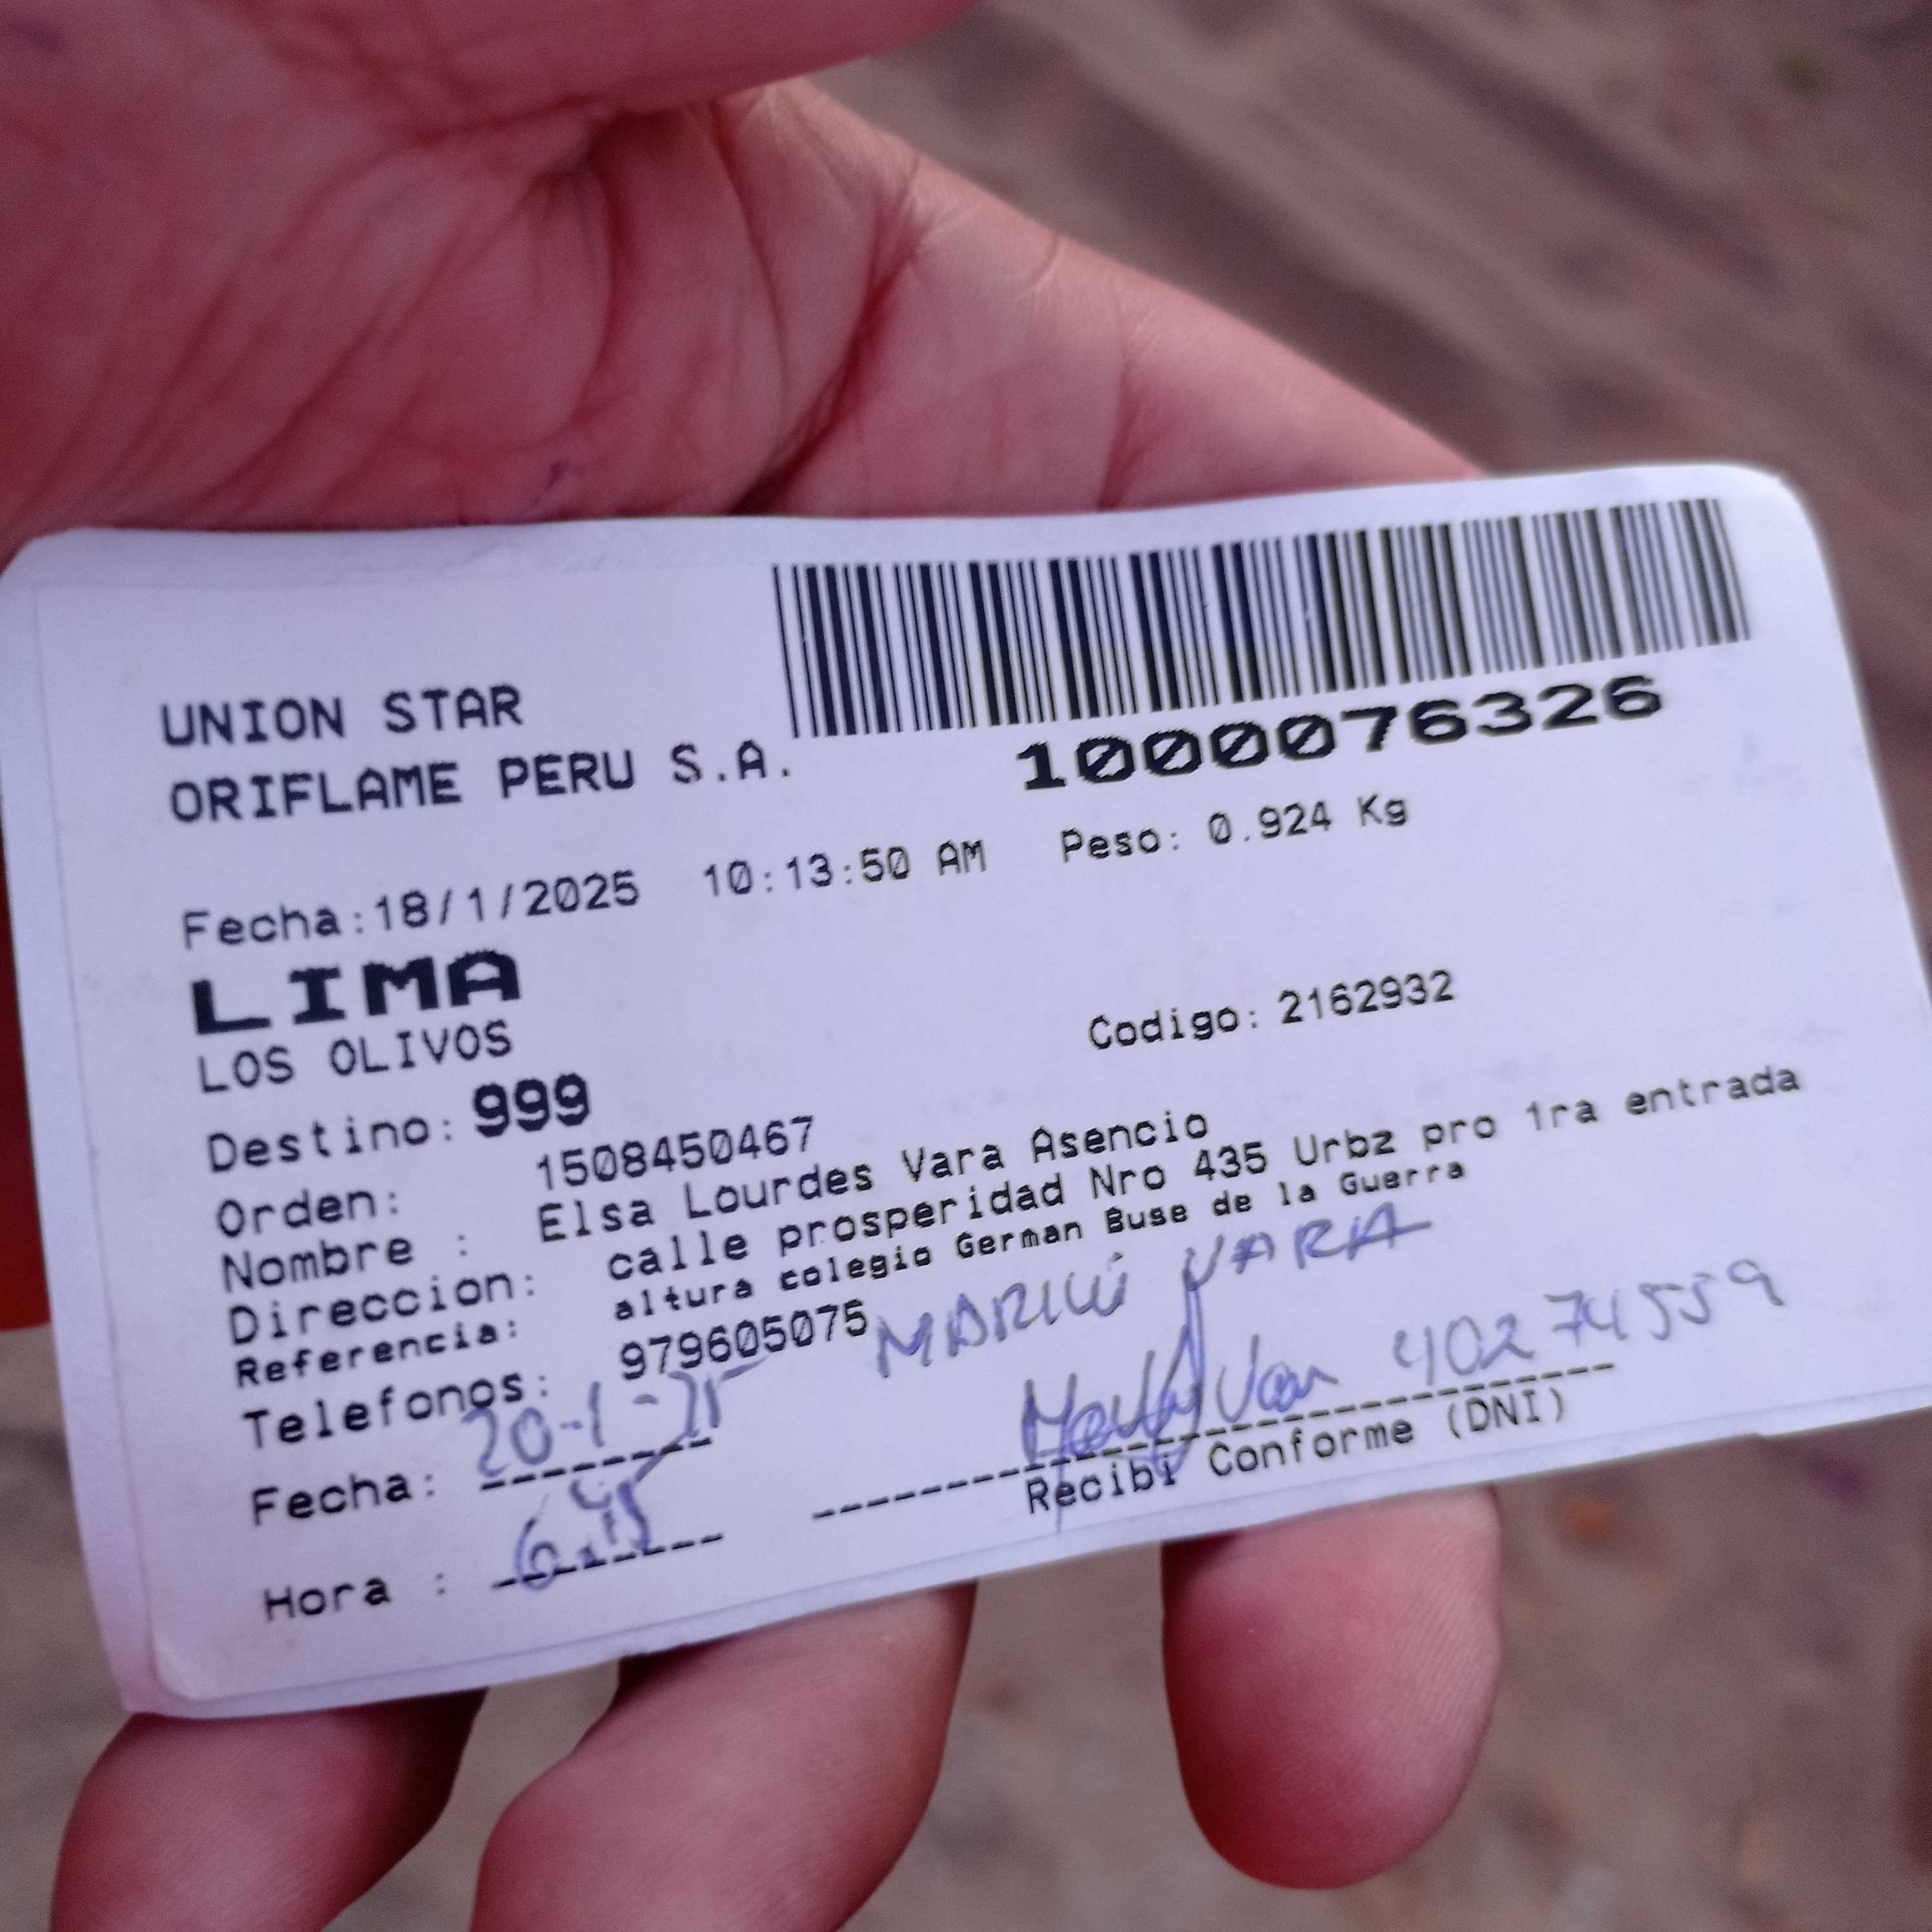 UNION STAR
ORIFLAME PERU S.A.
1000076326
Fecha:18/1/2025 10:13:50 AM Peso: 0.924 Kg
LIMA
LOS OLIVOS
Codigo: 2162932
Destino: 999
Orden: 1508450467
Nombre : Elsa Lourdes Vara Asencio
Direccion: calle prosperidad Nro 435 Urbz pro 1ra entrada
Referencia: altura colegio German Buse de la Guerra
Telefonos: 979605075 MARILÚ VARA
Fecha: 20-1-25
40274559
Recibi Conforme (DNI)
Hora : 6:45